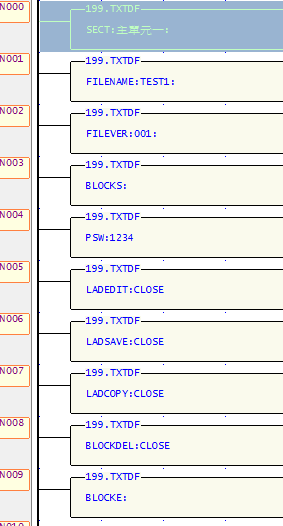 N000
199.TXTDF
SECT:主單元一:
N001
199.TXTDF
FILENAME:TEST1:
N002
199.TXTDF
FILEVER:001:
N003
199.TXTDF
BLOCKS:
N004
199.TXTDF
PSW:1234
N005
199.TXTDF
LADEDIT:CLOSE
N006
199.TXTDF
LADSAVE:CLOSE
N007
199.TXTDF
LADCOPY:CLOSE
N008
199.TXTDF
BLOCKDEL:CLOSE
N009
199.TXTDF
BLOCKE:
N010